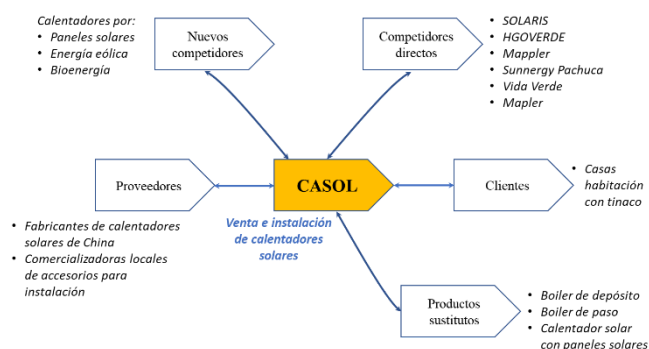 Calentadores por:
• Paneles solares
• Energía eólica
• Bioenergía
Nuevos
competidores
Competidores
directos
• SOLARIS
• HGOVERDE
• Mappler
• Sunnergy Pachuca
• Vida Verde
• Mapler
Proveedores
• Fabricantes de calentadores
solares de China
• Comercializadoras locales
de accesorios para
instalación
CASOL
Venta e instalación
de calentadores
solares
Clientes
• Casas
habitación
con tinaco
Productos
sustitutos
• Boiler de depósito
• Boiler de paso
• Calentador solar
con paneles solares